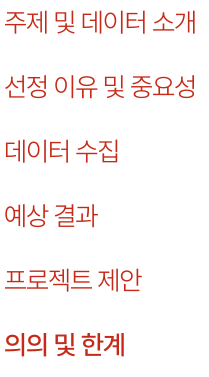 주제 및 데이터 소개
선정 이유 및 중요성
데이터 수집
예상 결과
프로젝트 제안
의의 및 한계